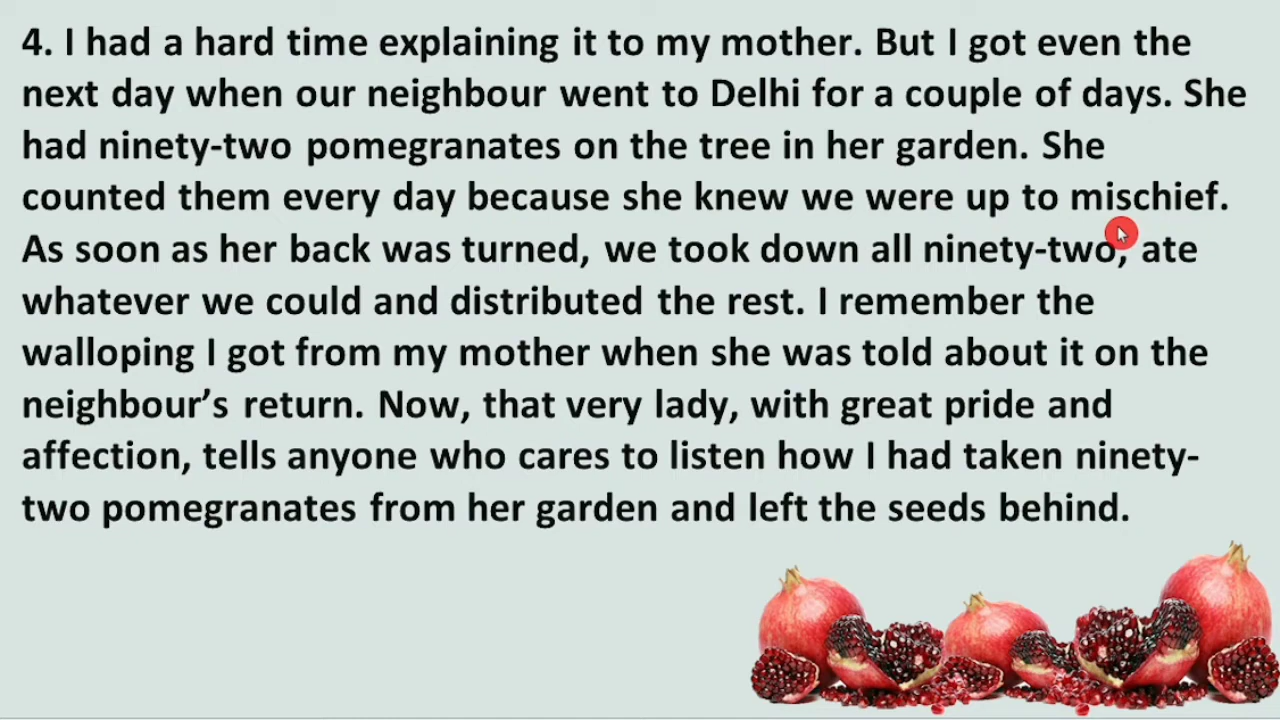 4. I had a hard time explaining it to my mother. But I got even the
next day when our neighbour went to Delhi for a couple of days. She
had ninety-two pomegranates on the tree in her garden. She
counted them every day because she knew we were up to mischief.
As soon as her back was turned, we took down all ninety-two, ate
whatever we could and distributed the rest. I remember the
walloping I got from my mother when she was told about it on the
neighbour’s return. Now, that very lady, with great pride and
affection, tells anyone who cares to listen how I had taken ninety-
two pomegranates from her garden and left the seeds behind.